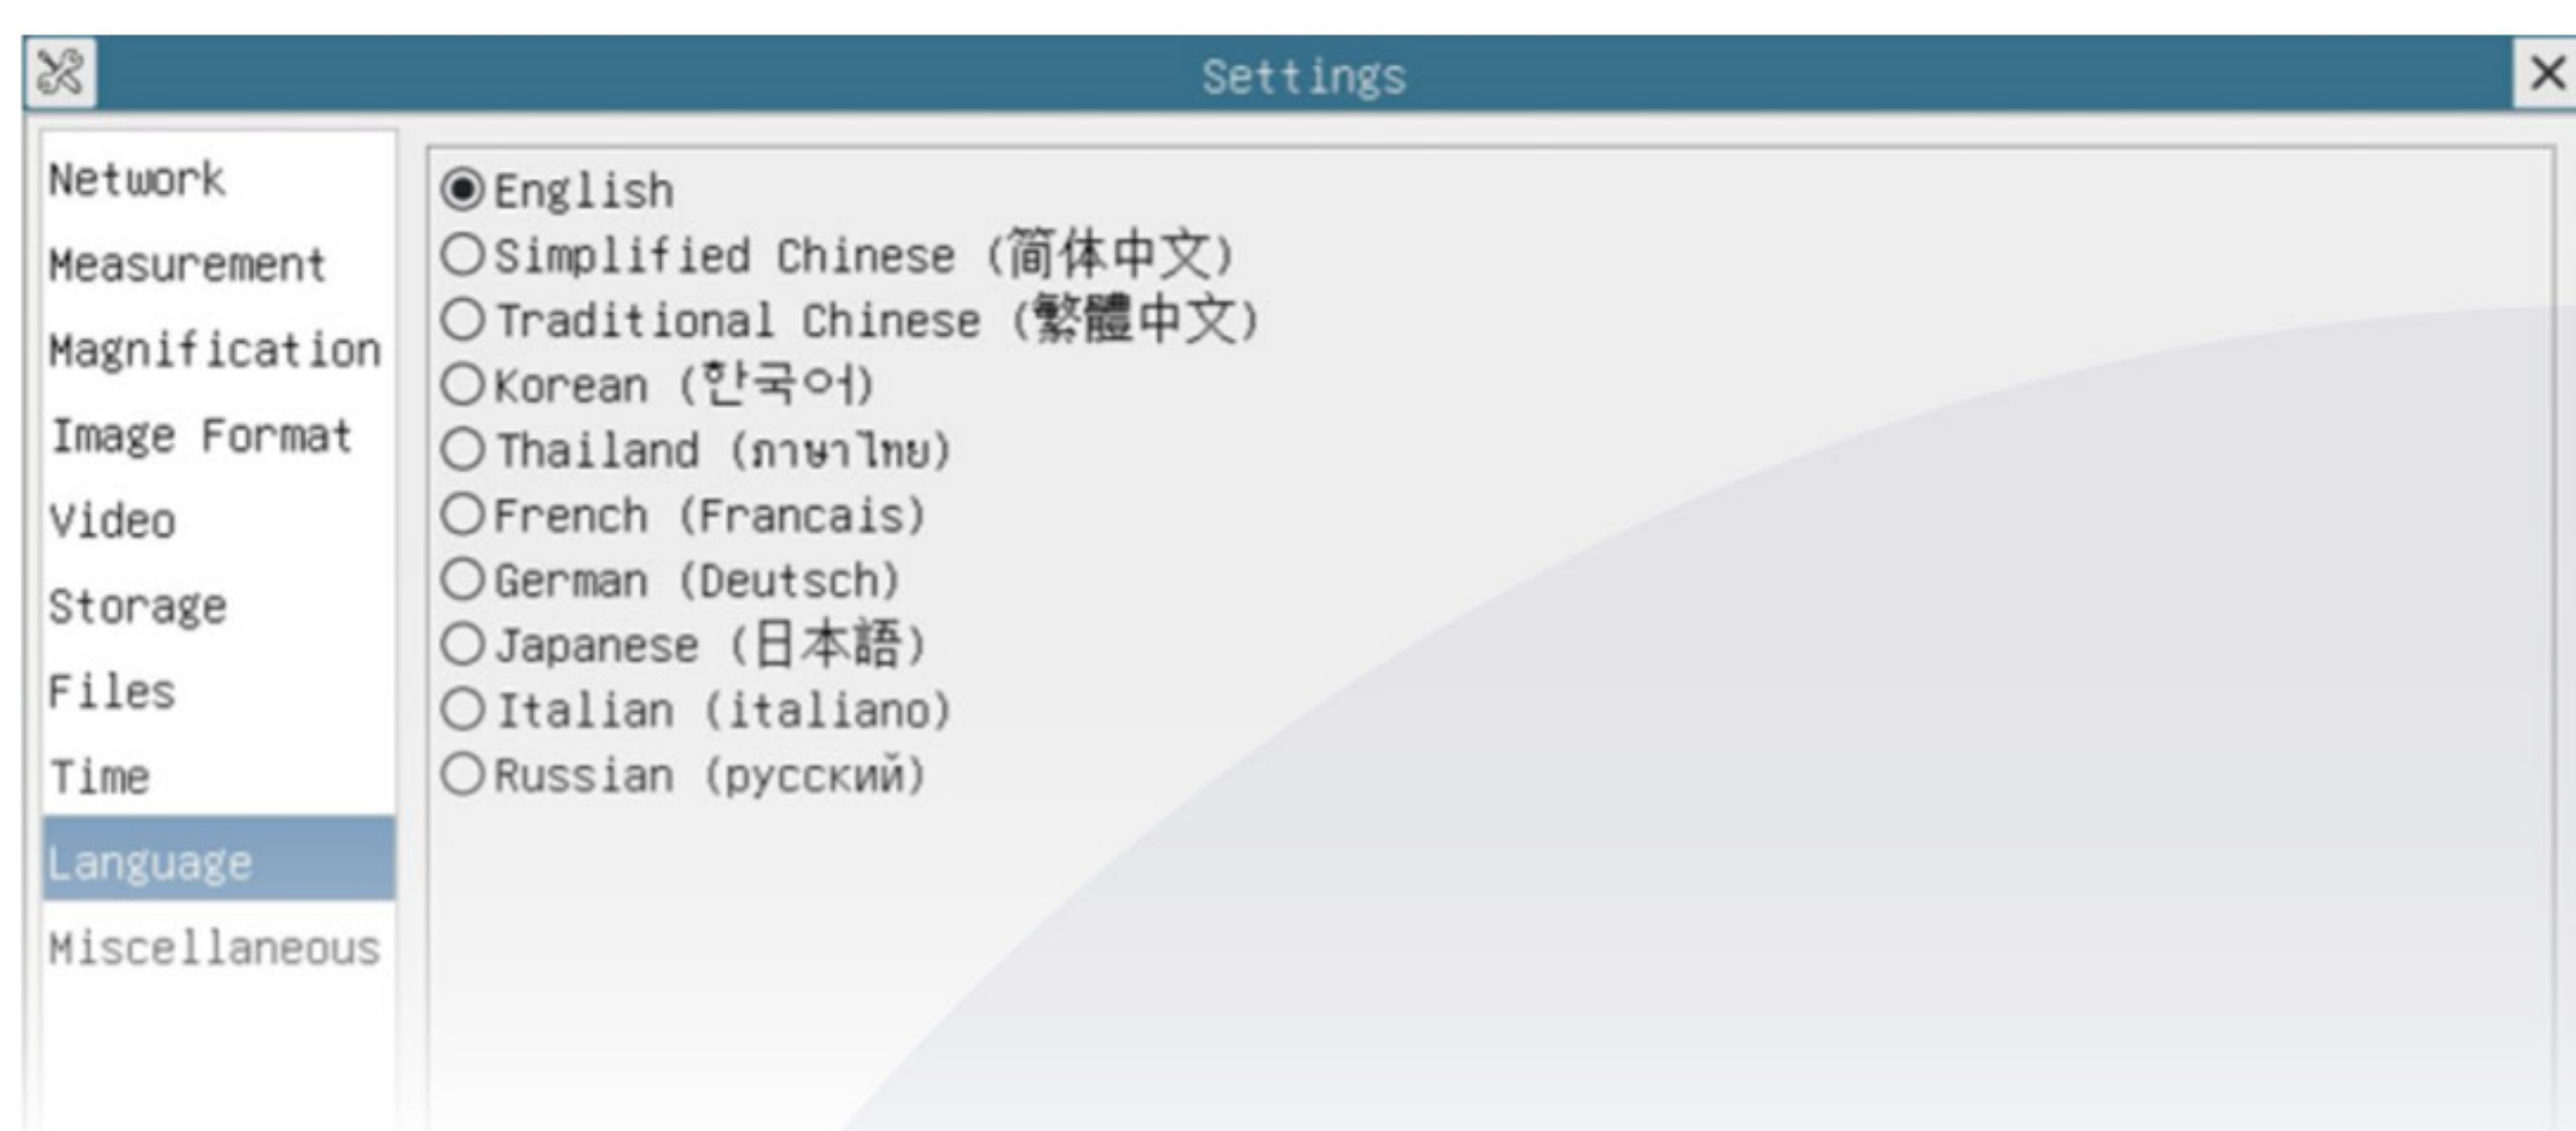 Settings
Network
Measurement
Magnification
Image Format
Video
Storage
Files
Time
Language
Miscellaneous
English
Simplified Chinese (简体中文)
Traditional Chinese (繁體中文)
Korean (한국어)
Thailand (ภาษาไทย)
French (Francais)
German (Deutsch)
Japanese (日本語)
Italian (italiano)
Russian (русский)